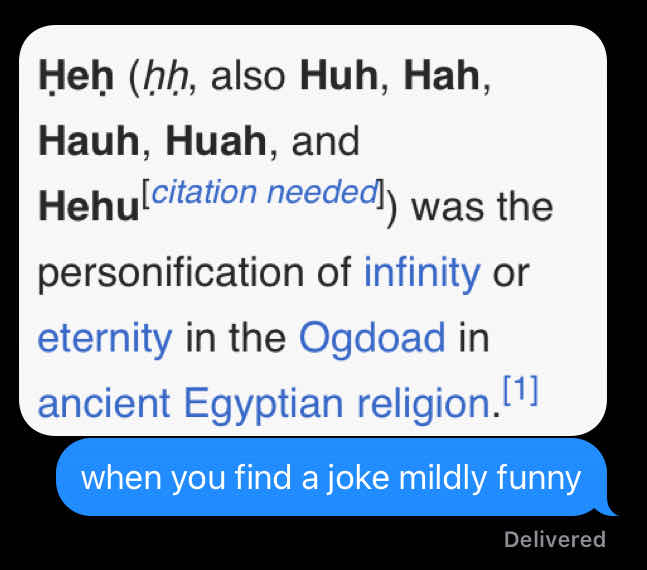 Ḥeḥ (ḥḥ, also Huh, Hah,
Hauh, Huah, and
Hehu[citation needed]) was the
personification of infinity or
eternity in the Ogdoad in
ancient Egyptian religion.[1]
when you find a joke mildly funny
Delivered